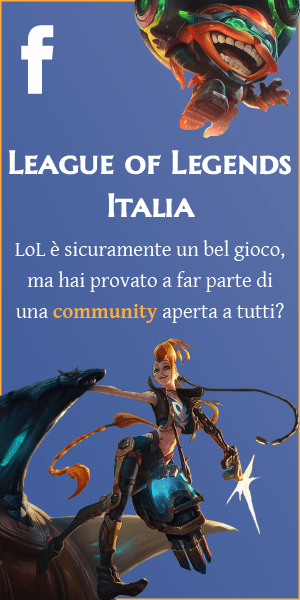 f
League of Legends
Italia
LoL è sicuramente un bel gioco,
ma hai provato a far parte di
una community aperta a tutti?